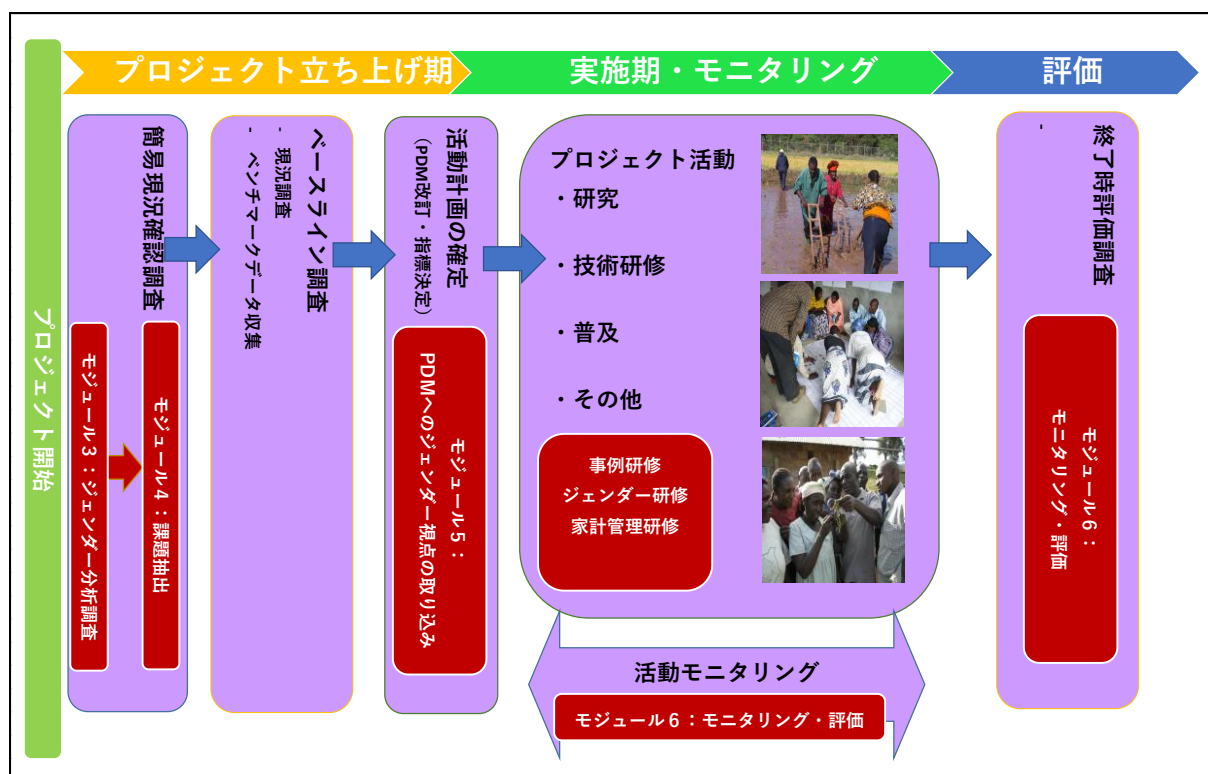 プロジェクト開始
プロジェクト立ち上げ期
実施期・モニタリング
評価
簡易現況確認調査
モジュール3：ジェンダー分析調査
モジュール4：課題抽出
ベースライン調査
- 現況調査
- ベンチマークデータ収集
活動計画の確定
（PDM改訂・指標決定）
モジュール5：
PDMへのジェンダー視点の取り込み
プロジェクト活動
・研究
・技術研修
・普及
・その他
事例研修
ジェンダー研修
家計管理研修
活動モニタリング
モジュール6：モニタリング・評価
終了時評価調査
-
モジュール6：
モニタリング・評価